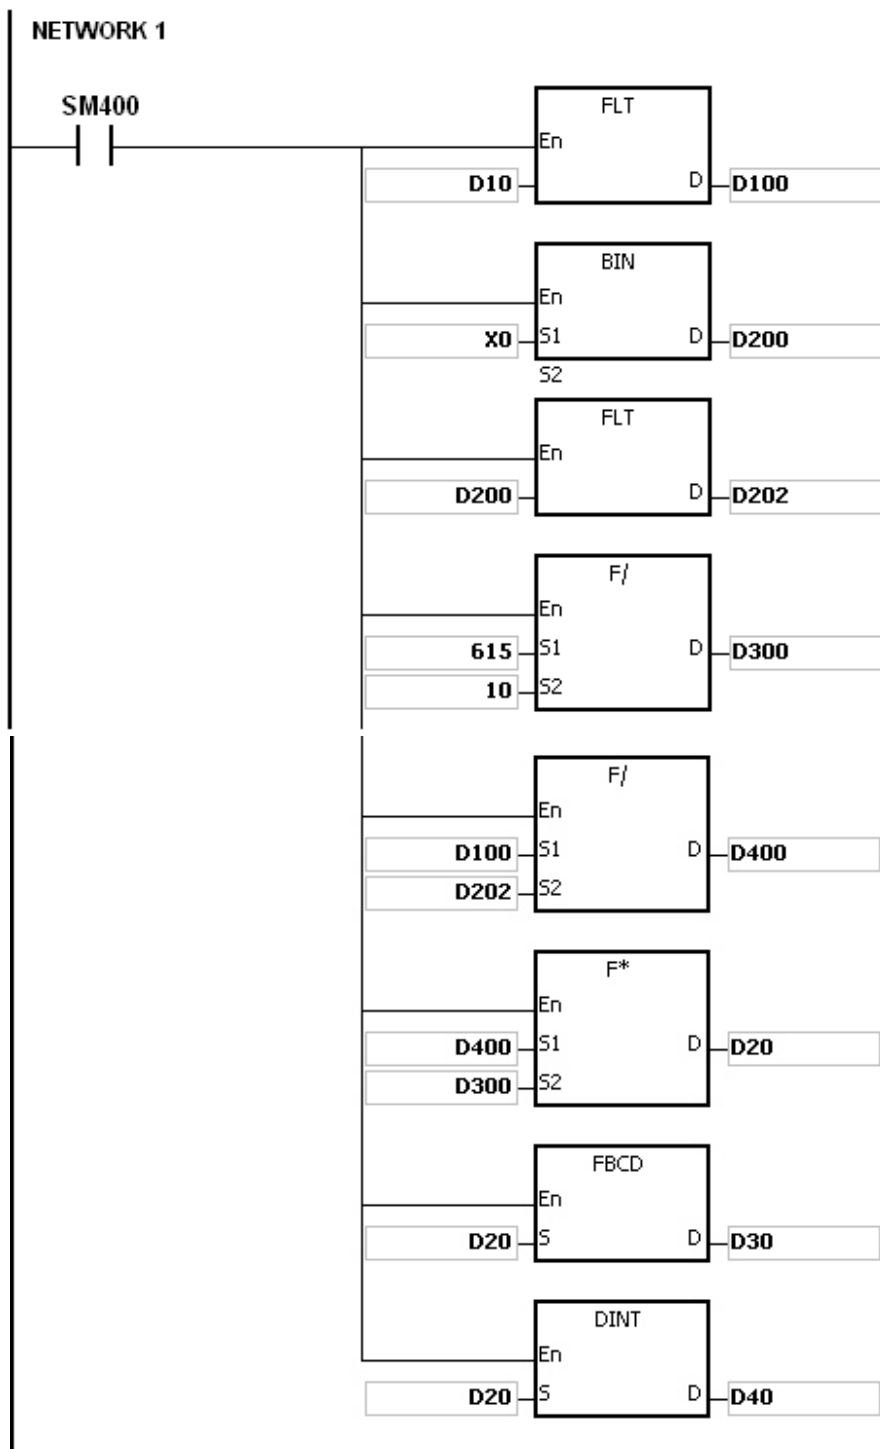 NETWORK 1
SM400
FLT
En
D10 D D100
BIN
En
X0 S1 D D200
S2
FLT
En
D200 D D202
F/
En
615 S1 D D300
10 S2
F/
En
D100 S1 D D400
D202 S2
F*
En
D400 S1 D D20
D300 S2
FBCD
En
D20 S D D30
DINT
En
D20 S D D40